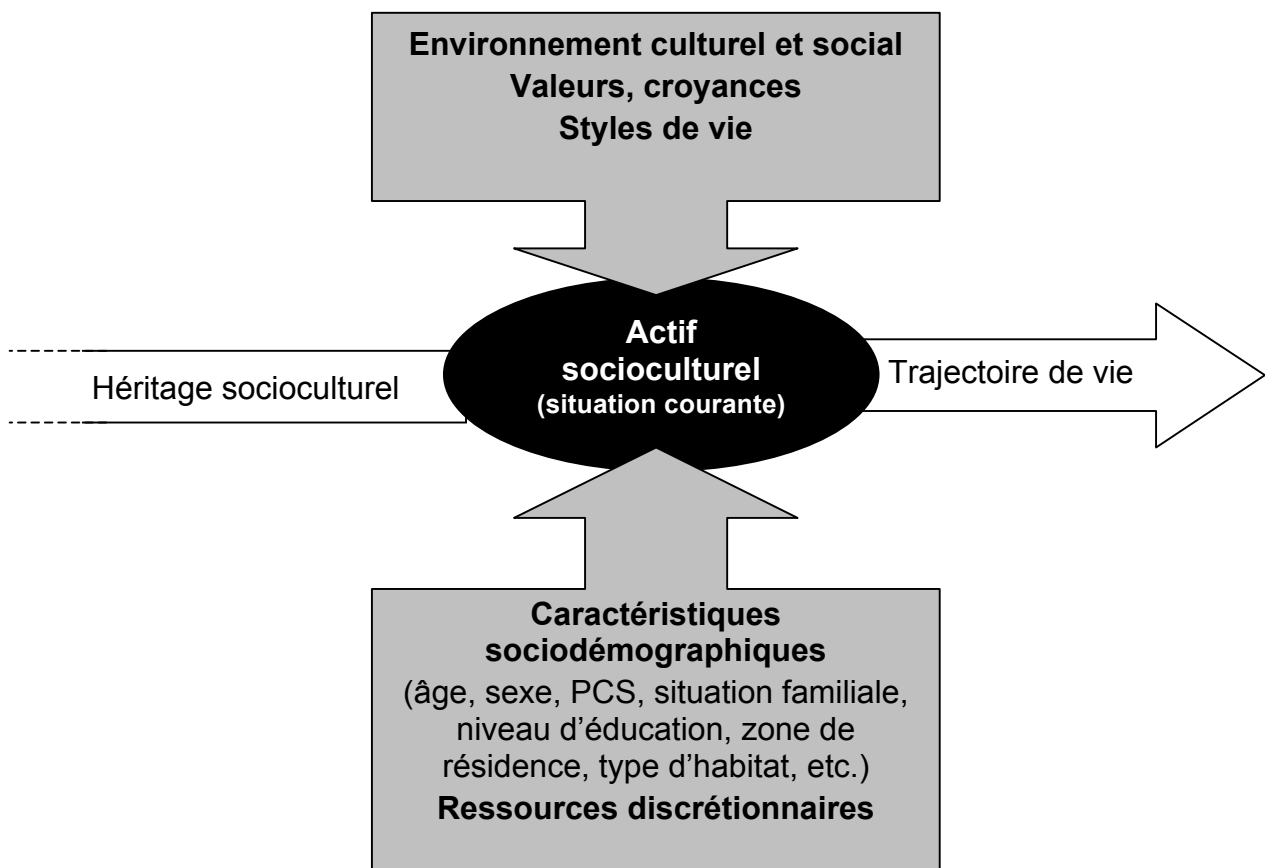 Environnement culturel et social
Valeurs, croyances
Styles de vie
Actif
socioculturel
(situation courante)
Héritage socioculturel
Trajectoire de vie
Caractéristiques
sociodémographiques
(âge, sexe, PCS, situation familiale,
niveau d’éducation, zone de
résidence, type d’habitat, etc.)
Ressources discrétionnaires